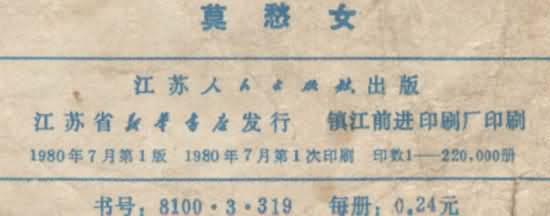 莫愁女
江苏人民出版社出版
江苏省新华书店发行 镇江前进印刷厂印刷
1980年7月第1版 1980年7月第1次印刷 印数1—220,000册
书号：8100·3·319 每册：0.24元